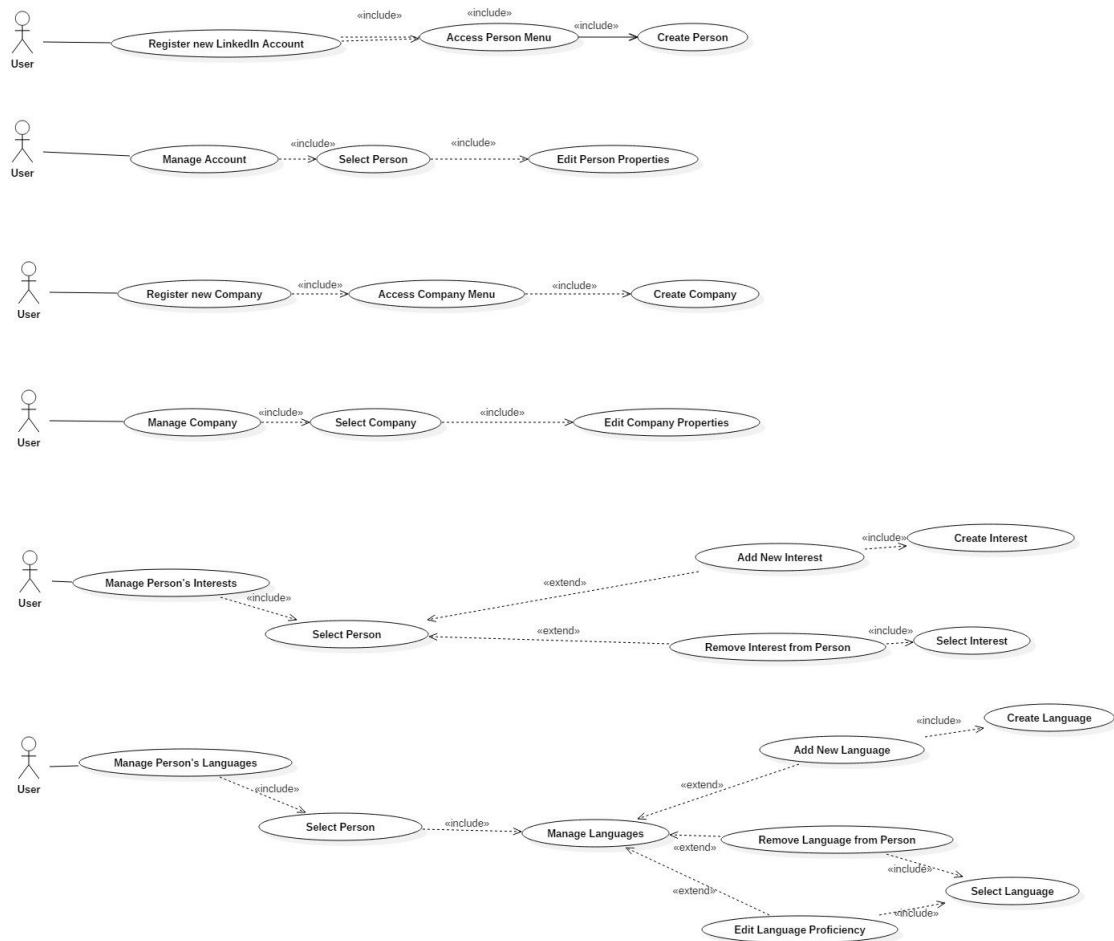 «include»
«include»
«include»
Register new LinkedIn Account
Access Person Menu
Create Person
User
«include»
«include»
Manage Account
Select Person
Edit Person Properties
User
«include»
«include»
Register new Company
Access Company Menu
Create Company
User
«include»
«include»
Manage Company
Select Company
Edit Company Properties
User
«include»
Create Interest
Add New Interest
Manage Person's Interests
«extend»
User
«include»
Select Person
«extend»
«include»
Remove Interest from Person
Select Interest
Create Language
«include»
Add New Language
Manage Person's Languages
User
«include»
«extend»
Select Person
«include»
Manage Languages
Remove Language from Person
«extend»
«extend»
Select Language
«include»
Edit Language Proficiency